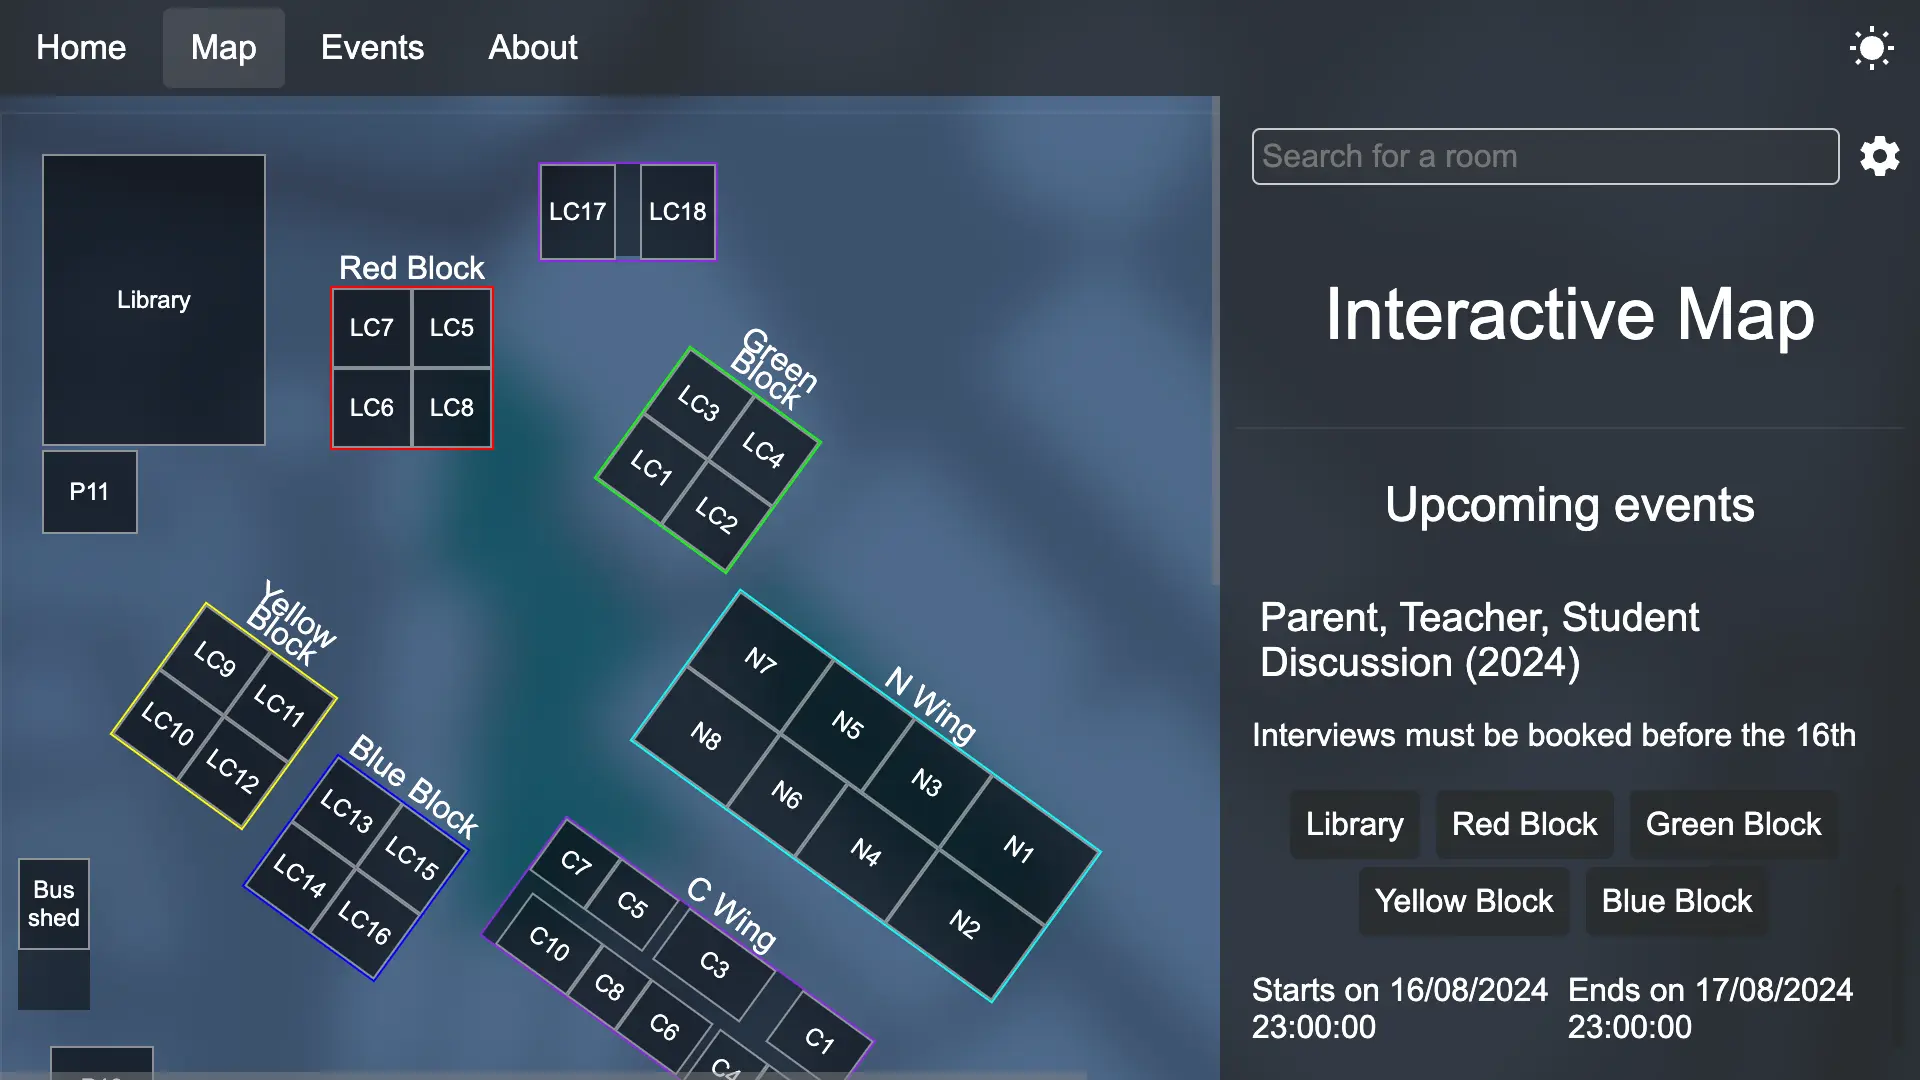 Home
Map
Events
About
Search for a room
Interactive Map
Upcoming events
Parent, Teacher, Student
Discussion (2024)
Interviews must be booked before the 16th
Library
Red Block
Green Block
Yellow Block
Blue Block
Starts on 16/08/2024
23:00:00
Ends on 17/08/2024
23:00:00
Library
P11
LC17
LC18
Red Block
LC7
LC5
LC6
LC8
Green
Block
LC3
LC4
LC1
LC2
Yellow
Block
LC9
LC11
LC10
LC12
Blue Block
LC13
LC15
LC14
LC16
N Wing
N7
N5
N3
N1
N8
N6
N4
N2
C Wing
C7
C5
C3
C1
C10
C8
C6
C4
Bus
shed